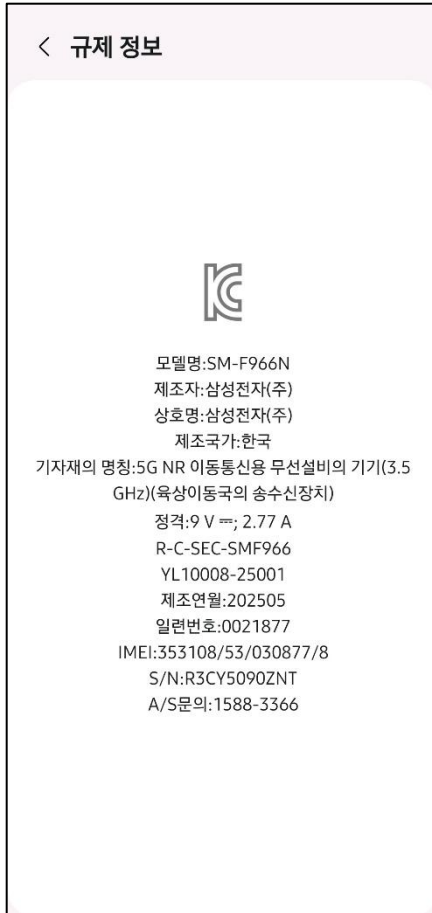 규제 정보
모델명:SM-F966N
제조자:삼성전자(주)
상호명:삼성전자(주)
제조국가:한국
기자재의 명칭:5G NR 이동통신용 무선설비의 기기(3.5
GHz)(육상이동국의 송수신장치)
정격:9 V ⎓; 2.77 A
R-C-SEC-SMF966
YL10008-25001
제조연월:202505
일련번호:0021877
IMEI:353108/53/030877/8
S/N:R3CY5090ZNT
A/S문의:1588-3366